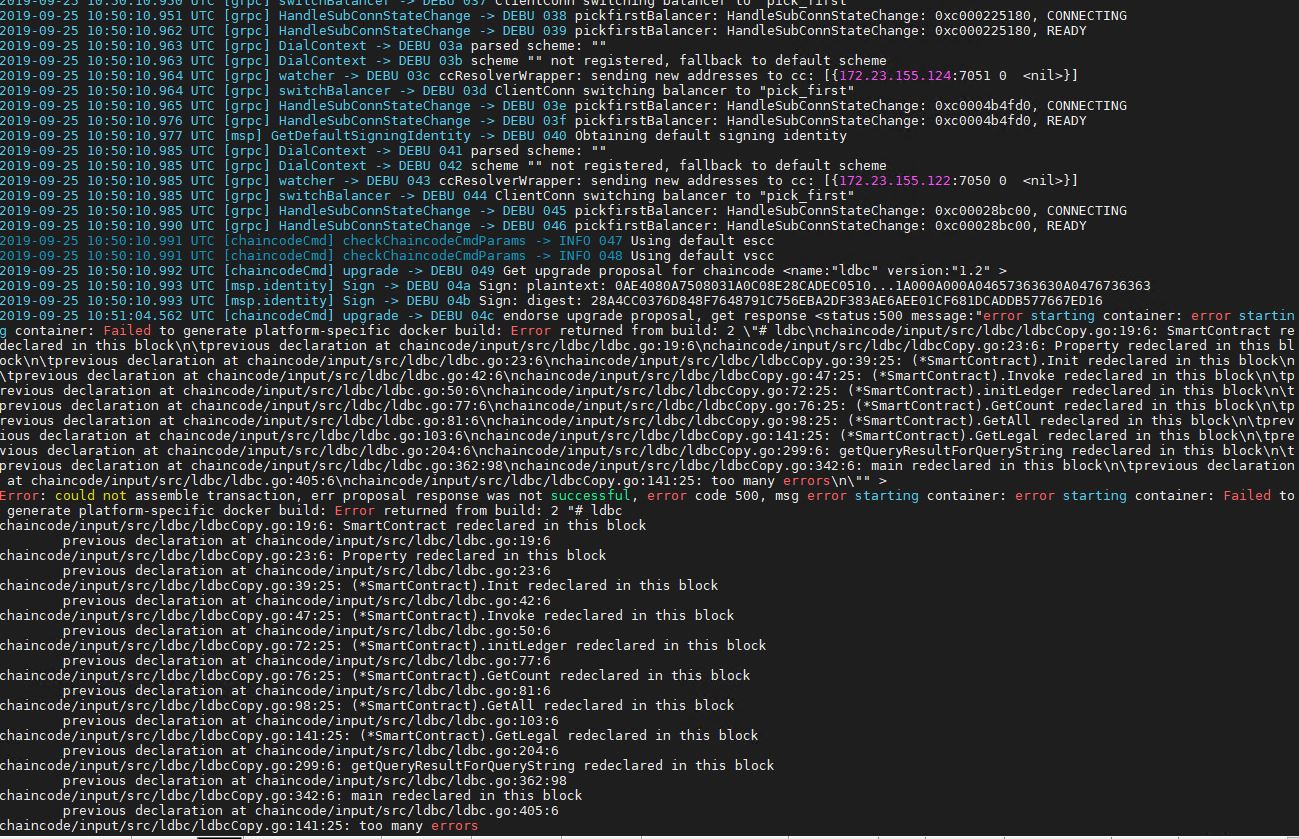 2019-09-25 10:50:10.950 UTC [grpc] switchBalancer -> DEBU 037 ClientConn switching balancer to "pick_first"
2019-09-25 10:50:10.951 UTC [grpc] HandleSubConnStateChange -> DEBU 038 pickfirstBalancer: HandleSubConnStateChange: 0xc000225180, CONNECTING
2019-09-25 10:50:10.962 UTC [grpc] HandleSubConnStateChange -> DEBU 039 pickfirstBalancer: HandleSubConnStateChange: 0xc000225180, READY
2019-09-25 10:50:10.963 UTC [grpc] DialContext -> DEBU 03a parsed scheme: ""
2019-09-25 10:50:10.963 UTC [grpc] DialContext -> DEBU 03b scheme "" not registered, fallback to default scheme
2019-09-25 10:50:10.964 UTC [grpc] watcher -> DEBU 03c ccResolverWrapper: sending new addresses to cc: [{172.23.155.124:7051 0  <nil>}]
2019-09-25 10:50:10.964 UTC [grpc] switchBalancer -> DEBU 03d ClientConn switching balancer to "pick_first"
2019-09-25 10:50:10.965 UTC [grpc] HandleSubConnStateChange -> DEBU 03e pickfirstBalancer: HandleSubConnStateChange: 0xc0004b4fd0, CONNECTING
2019-09-25 10:50:10.976 UTC [grpc] HandleSubConnStateChange -> DEBU 03f pickfirstBalancer: HandleSubConnStateChange: 0xc0004b4fd0, READY
2019-09-25 10:50:10.977 UTC [msp] GetDefaultSigningIdentity -> DEBU 040 Obtaining default signing identity
2019-09-25 10:50:10.985 UTC [grpc] DialContext -> DEBU 041 parsed scheme: ""
2019-09-25 10:50:10.985 UTC [grpc] DialContext -> DEBU 042 scheme "" not registered, fallback to default scheme
2019-09-25 10:50:10.985 UTC [grpc] watcher -> DEBU 043 ccResolverWrapper: sending new addresses to cc: [{172.23.155.122:7050 0  <nil>}]
2019-09-25 10:50:10.985 UTC [grpc] switchBalancer -> DEBU 044 ClientConn switching balancer to "pick_first"
2019-09-25 10:50:10.985 UTC [grpc] HandleSubConnStateChange -> DEBU 045 pickfirstBalancer: HandleSubConnStateChange: 0xc00028bc00, CONNECTING
2019-09-25 10:50:10.990 UTC [grpc] HandleSubConnStateChange -> DEBU 046 pickfirstBalancer: HandleSubConnStateChange: 0xc00028bc00, READY
2019-09-25 10:50:10.991 UTC [chaincodeCmd] checkChaincodeCmdParams -> INFO 047 Using default escc
2019-09-25 10:50:10.991 UTC [chaincodeCmd] checkChaincodeCmdParams -> INFO 048 Using default vscc
2019-09-25 10:50:10.992 UTC [chaincodeCmd] upgrade -> DEBU 049 Get upgrade proposal for chaincode <name:"ldbc" version:"1.2" >
2019-09-25 10:50:10.993 UTC [msp.identity] Sign -> DEBU 04a Sign: plaintext: 0AE4080A7508031A0C08E28CADEC0510...1A000A000A04657363630A0476736363
2019-09-25 10:50:10.993 UTC [msp.identity] Sign -> DEBU 04b Sign: digest: 28A4CC0376D848F7648791C756EBA2DF383AE6AEE01CF681DCADDB577667ED16
2019-09-25 10:51:04.562 UTC [chaincodeCmd] upgrade -> DEBU 04c endorse upgrade proposal, get response <status:500 message:"error starting container: error startin
g container: Failed to generate platform-specific docker build: Error returned from build: 2 \"# ldbc\nchaincode/input/src/ldbc/ldbcCopy.go:19:6: SmartContract re
declared in this block\n\tprevious declaration at chaincode/input/src/ldbc/ldbc.go:19:6\nchaincode/input/src/ldbc/ldbcCopy.go:23:6: Property redeclared in this bl
ock\n\tprevious declaration at chaincode/input/src/ldbc/ldbc.go:23:6\nchaincode/input/src/ldbc/ldbcCopy.go:39:25: (*SmartContract).Init redeclared in this block\n
\tprevious declaration at chaincode/input/src/ldbc/ldbc.go:42:6\nchaincode/input/src/ldbc/ldbcCopy.go:47:25: (*SmartContract).Invoke redeclared in this block\n\tp
revious declaration at chaincode/input/src/ldbc/ldbc.go:50:6\nchaincode/input/src/ldbc/ldbcCopy.go:72:25: (*SmartContract).initLedger redeclared in this block\n\t
previous declaration at chaincode/input/src/ldbc/ldbc.go:77:6\nchaincode/input/src/ldbc/ldbcCopy.go:76:25: (*SmartContract).GetCount redeclared in this block\n\tp
revious declaration at chaincode/input/src/ldbc/ldbc.go:81:6\nchaincode/input/src/ldbc/ldbcCopy.go:98:25: (*SmartContract).GetAll redeclared in this block\n\tprev
ious declaration at chaincode/input/src/ldbc/ldbc.go:103:6\nchaincode/input/src/ldbc/ldbcCopy.go:141:25: (*SmartContract).GetLegal redeclared in this block\n\tpre
vious declaration at chaincode/input/src/ldbc/ldbc.go:204:6\nchaincode/input/src/ldbc/ldbcCopy.go:299:6: getQueryResultForQueryString redeclared in this block\n\t
previous declaration at chaincode/input/src/ldbc/ldbc.go:362:98\nchaincode/input/src/ldbc/ldbcCopy.go:342:6: main redeclared in this block\n\tprevious declaration
 at chaincode/input/src/ldbc/ldbc.go:405:6\nchaincode/input/src/ldbc/ldbcCopy.go:141:25: too many errors\n\"" >
Error: could not assemble transaction, err proposal response was not successful, error code 500, msg error starting container: error starting container: Failed to
 generate platform-specific docker build: Error returned from build: 2 "# ldbc
chaincode/input/src/ldbc/ldbcCopy.go:19:6: SmartContract redeclared in this block
        previous declaration at chaincode/input/src/ldbc/ldbc.go:19:6
chaincode/input/src/ldbc/ldbcCopy.go:23:6: Property redeclared in this block
        previous declaration at chaincode/input/src/ldbc/ldbc.go:23:6
chaincode/input/src/ldbc/ldbcCopy.go:39:25: (*SmartContract).Init redeclared in this block
        previous declaration at chaincode/input/src/ldbc/ldbc.go:42:6
chaincode/input/src/ldbc/ldbcCopy.go:47:25: (*SmartContract).Invoke redeclared in this block
        previous declaration at chaincode/input/src/ldbc/ldbc.go:50:6
chaincode/input/src/ldbc/ldbcCopy.go:72:25: (*SmartContract).initLedger redeclared in this block
        previous declaration at chaincode/input/src/ldbc/ldbc.go:77:6
chaincode/input/src/ldbc/ldbcCopy.go:76:25: (*SmartContract).GetCount redeclared in this block
        previous declaration at chaincode/input/src/ldbc/ldbc.go:81:6
chaincode/input/src/ldbc/ldbcCopy.go:98:25: (*SmartContract).GetAll redeclared in this block
        previous declaration at chaincode/input/src/ldbc/ldbc.go:103:6
chaincode/input/src/ldbc/ldbcCopy.go:141:25: (*SmartContract).GetLegal redeclared in this block
        previous declaration at chaincode/input/src/ldbc/ldbc.go:204:6
chaincode/input/src/ldbc/ldbcCopy.go:299:6: getQueryResultForQueryString redeclared in this block
        previous declaration at chaincode/input/src/ldbc/ldbc.go:362:98
chaincode/input/src/ldbc/ldbcCopy.go:342:6: main redeclared in this block
        previous declaration at chaincode/input/src/ldbc/ldbc.go:405:6
chaincode/input/src/ldbc/ldbcCopy.go:141:25: too many errors